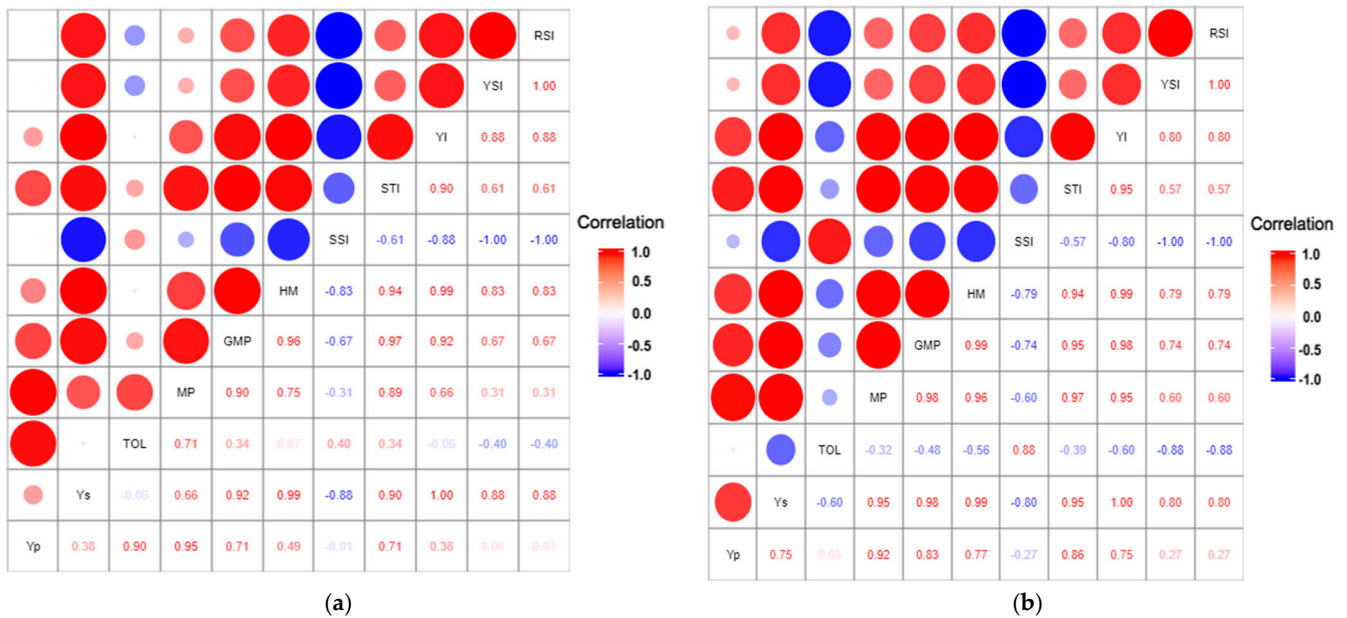 RSI
YSI 1.00
YI 0.88 0.88
STI 0.90 0.61 0.61
SSI -0.61 -0.88 -1.00 -1.00
HM -0.83 0.94 0.99 0.83 0.83
GMP 0.96 -0.67 0.97 0.92 0.67 0.67
MP 0.90 0.75 -0.31 0.89 0.66 0.31 0.31
TOL 0.71 0.34 0.07 0.40 0.34 -0.06 -0.40 -0.40
Ys -0.06 0.66 0.92 0.99 -0.88 0.90 1.00 0.88 0.88
Yp 0.38 0.90 0.95 0.71 0.49 -0.01 0.71 0.38 0.01 0.01
Correlation
1.0
0.5
0.0
-0.5
-1.0
(a)
RSI
YSI 1.00
YI 0.80 0.80
STI 0.95 0.57 0.57
SSI -0.57 -0.80 -1.00 -1.00
HM -0.79 0.94 0.99 0.79 0.79
GMP 0.99 -0.74 0.95 0.98 0.74 0.74
MP 0.98 0.96 -0.60 0.97 0.95 0.60 0.60
TOL -0.32 -0.48 -0.56 0.88 -0.39 -0.60 -0.88 -0.88
Ys -0.60 0.95 0.98 0.99 -0.80 0.95 1.00 0.80 0.80
Yp 0.75 0.05 0.92 0.83 0.77 -0.27 0.86 0.75 0.27 0.27
Correlation
1.0
0.5
0.0
-0.5
-1.0
(b)